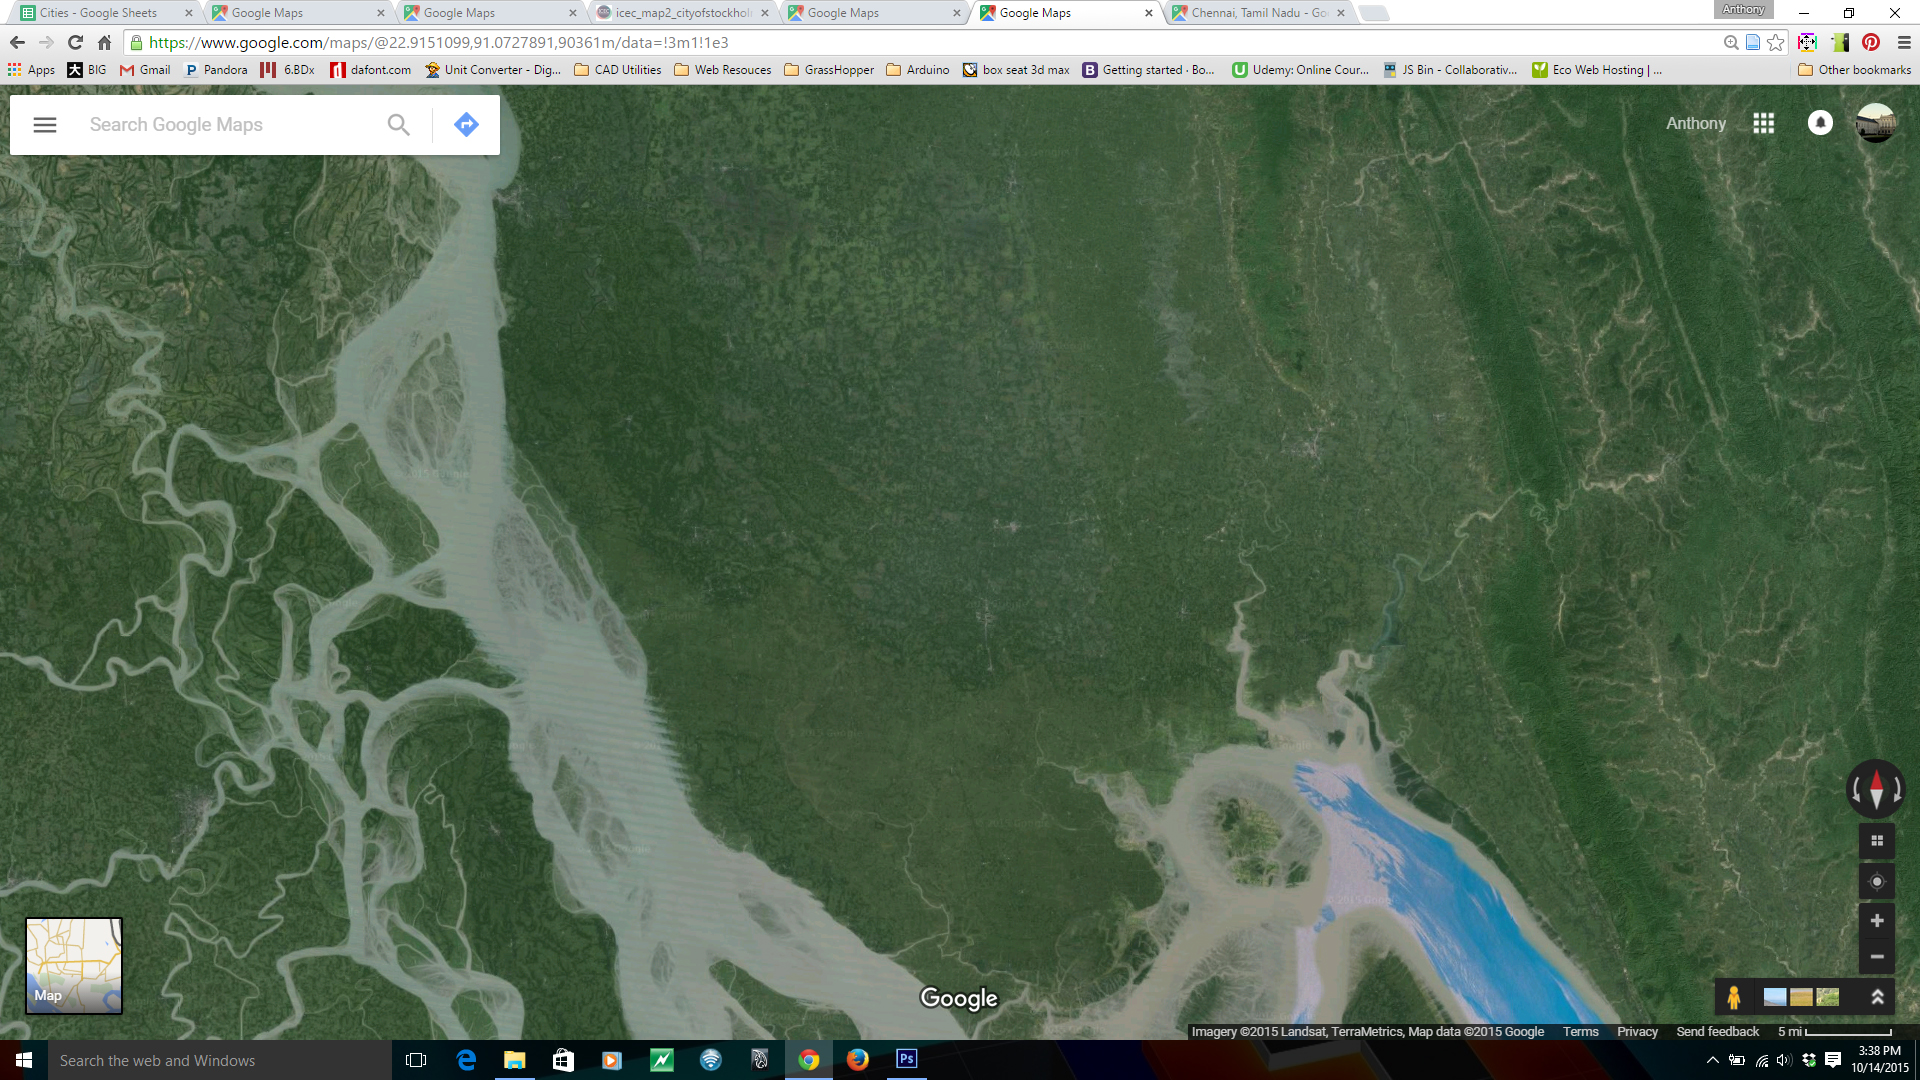 Cities - Google Sheets
Google Maps
Google Maps
icec_map2_cityofstockhol
Google Maps
Google Maps
Chennai, Tamil Nadu - Go
Anthony
https://www.google.com/maps/@22.9151099,91.0727891,90361m/data=!3m1!1e3
Apps
BIG
Gmail
Pandora
6.BDx
dafont.com
Unit Converter - Dig...
CAD Utilities
Web Resouces
GrassHopper
Arduino
box seat 3d max
Getting started · Bo...
Udemy: Online Cour...
JS Bin - Collaborativ...
Eco Web Hosting | ...
Other bookmarks
Search Google Maps
Anthony
Map
Google
Imagery ©2015 Landsat, TerraMetrics, Map data ©2015 Google
Terms
Privacy
Send feedback
5 mi
Search the web and Windows
Ps
3:38 PM
10/14/2015